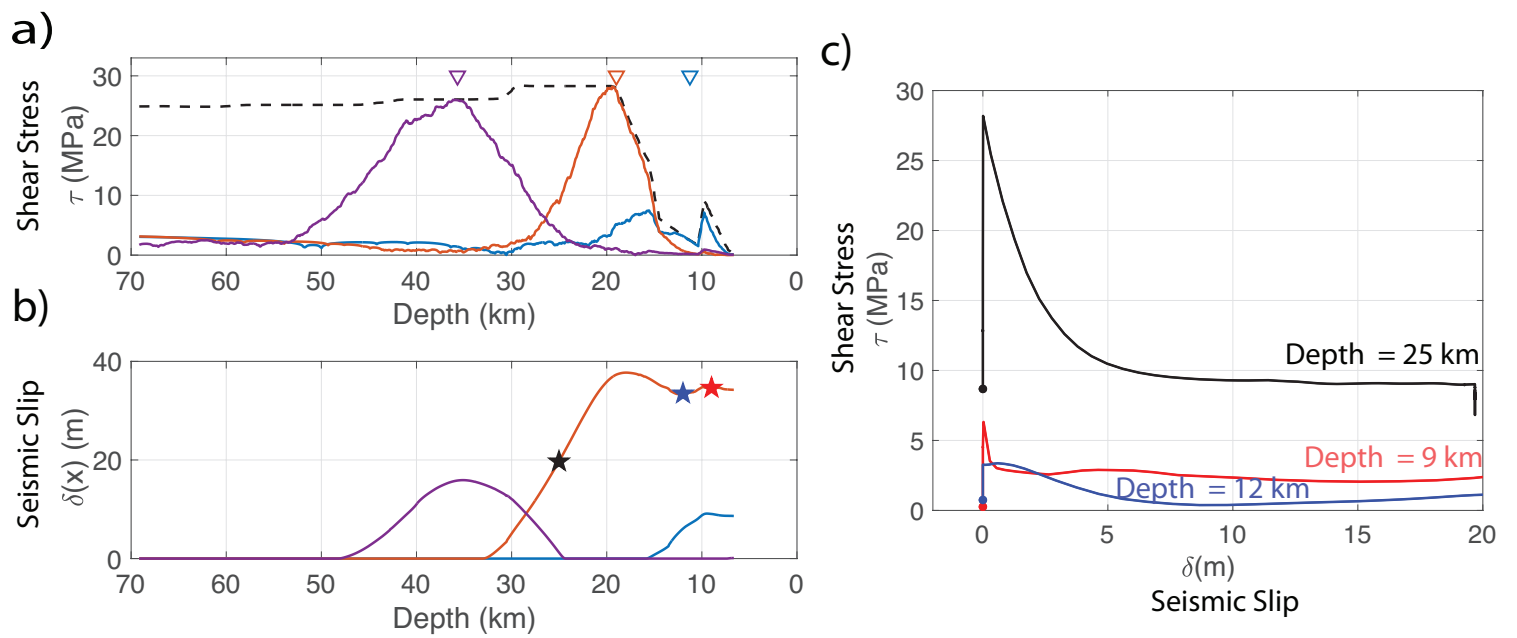 a)
Shear Stress
τ (MPa)
30
20
10
0
70 60 50 40 30 20 10 0
Depth (km)
b)
Seismic Slip
δ(x) (m)
40
20
0
70 60 50 40 30 20 10 0
Depth (km)
c)
Shear Stress
τ (MPa)
30
25
20
15
10
5
0
Depth = 25 km
Depth = 9 km
Depth = 12 km
0 5 10 15 20
δ(m)
Seismic Slip